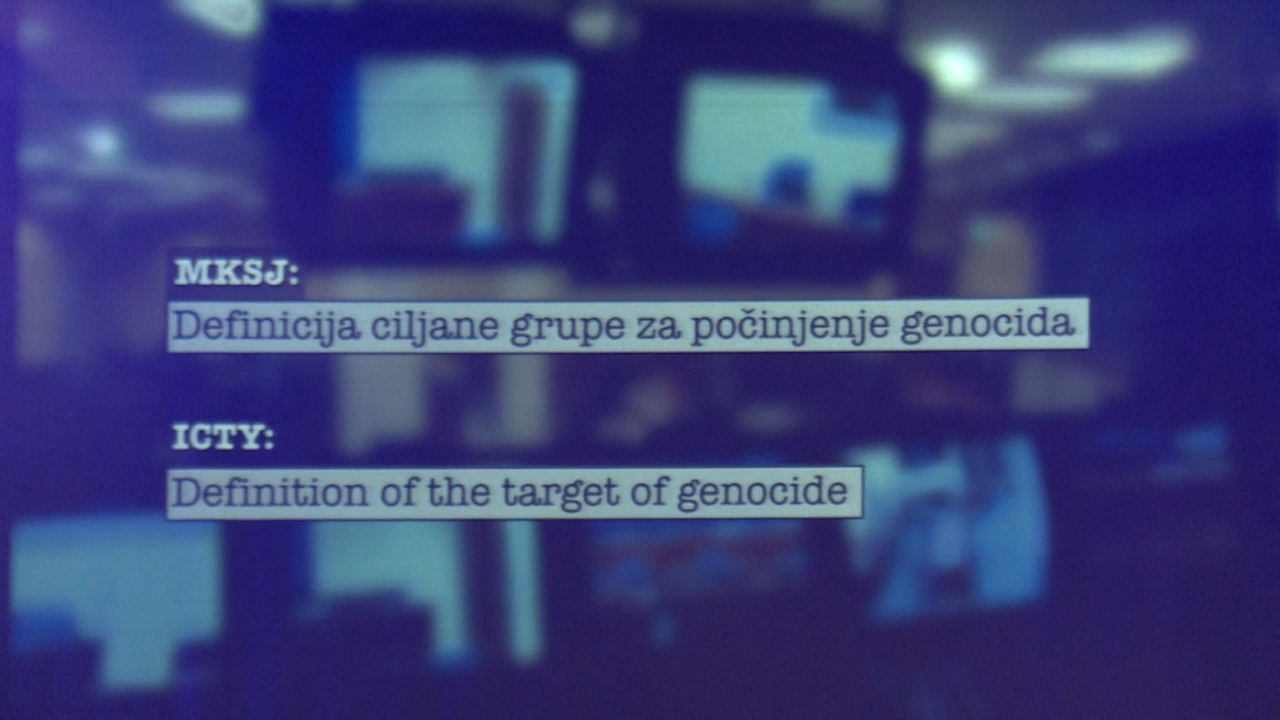 MKSJ:
Definicija ciljane grupe za počinjenje genocida
ICTY:
Definition of the target of genocide